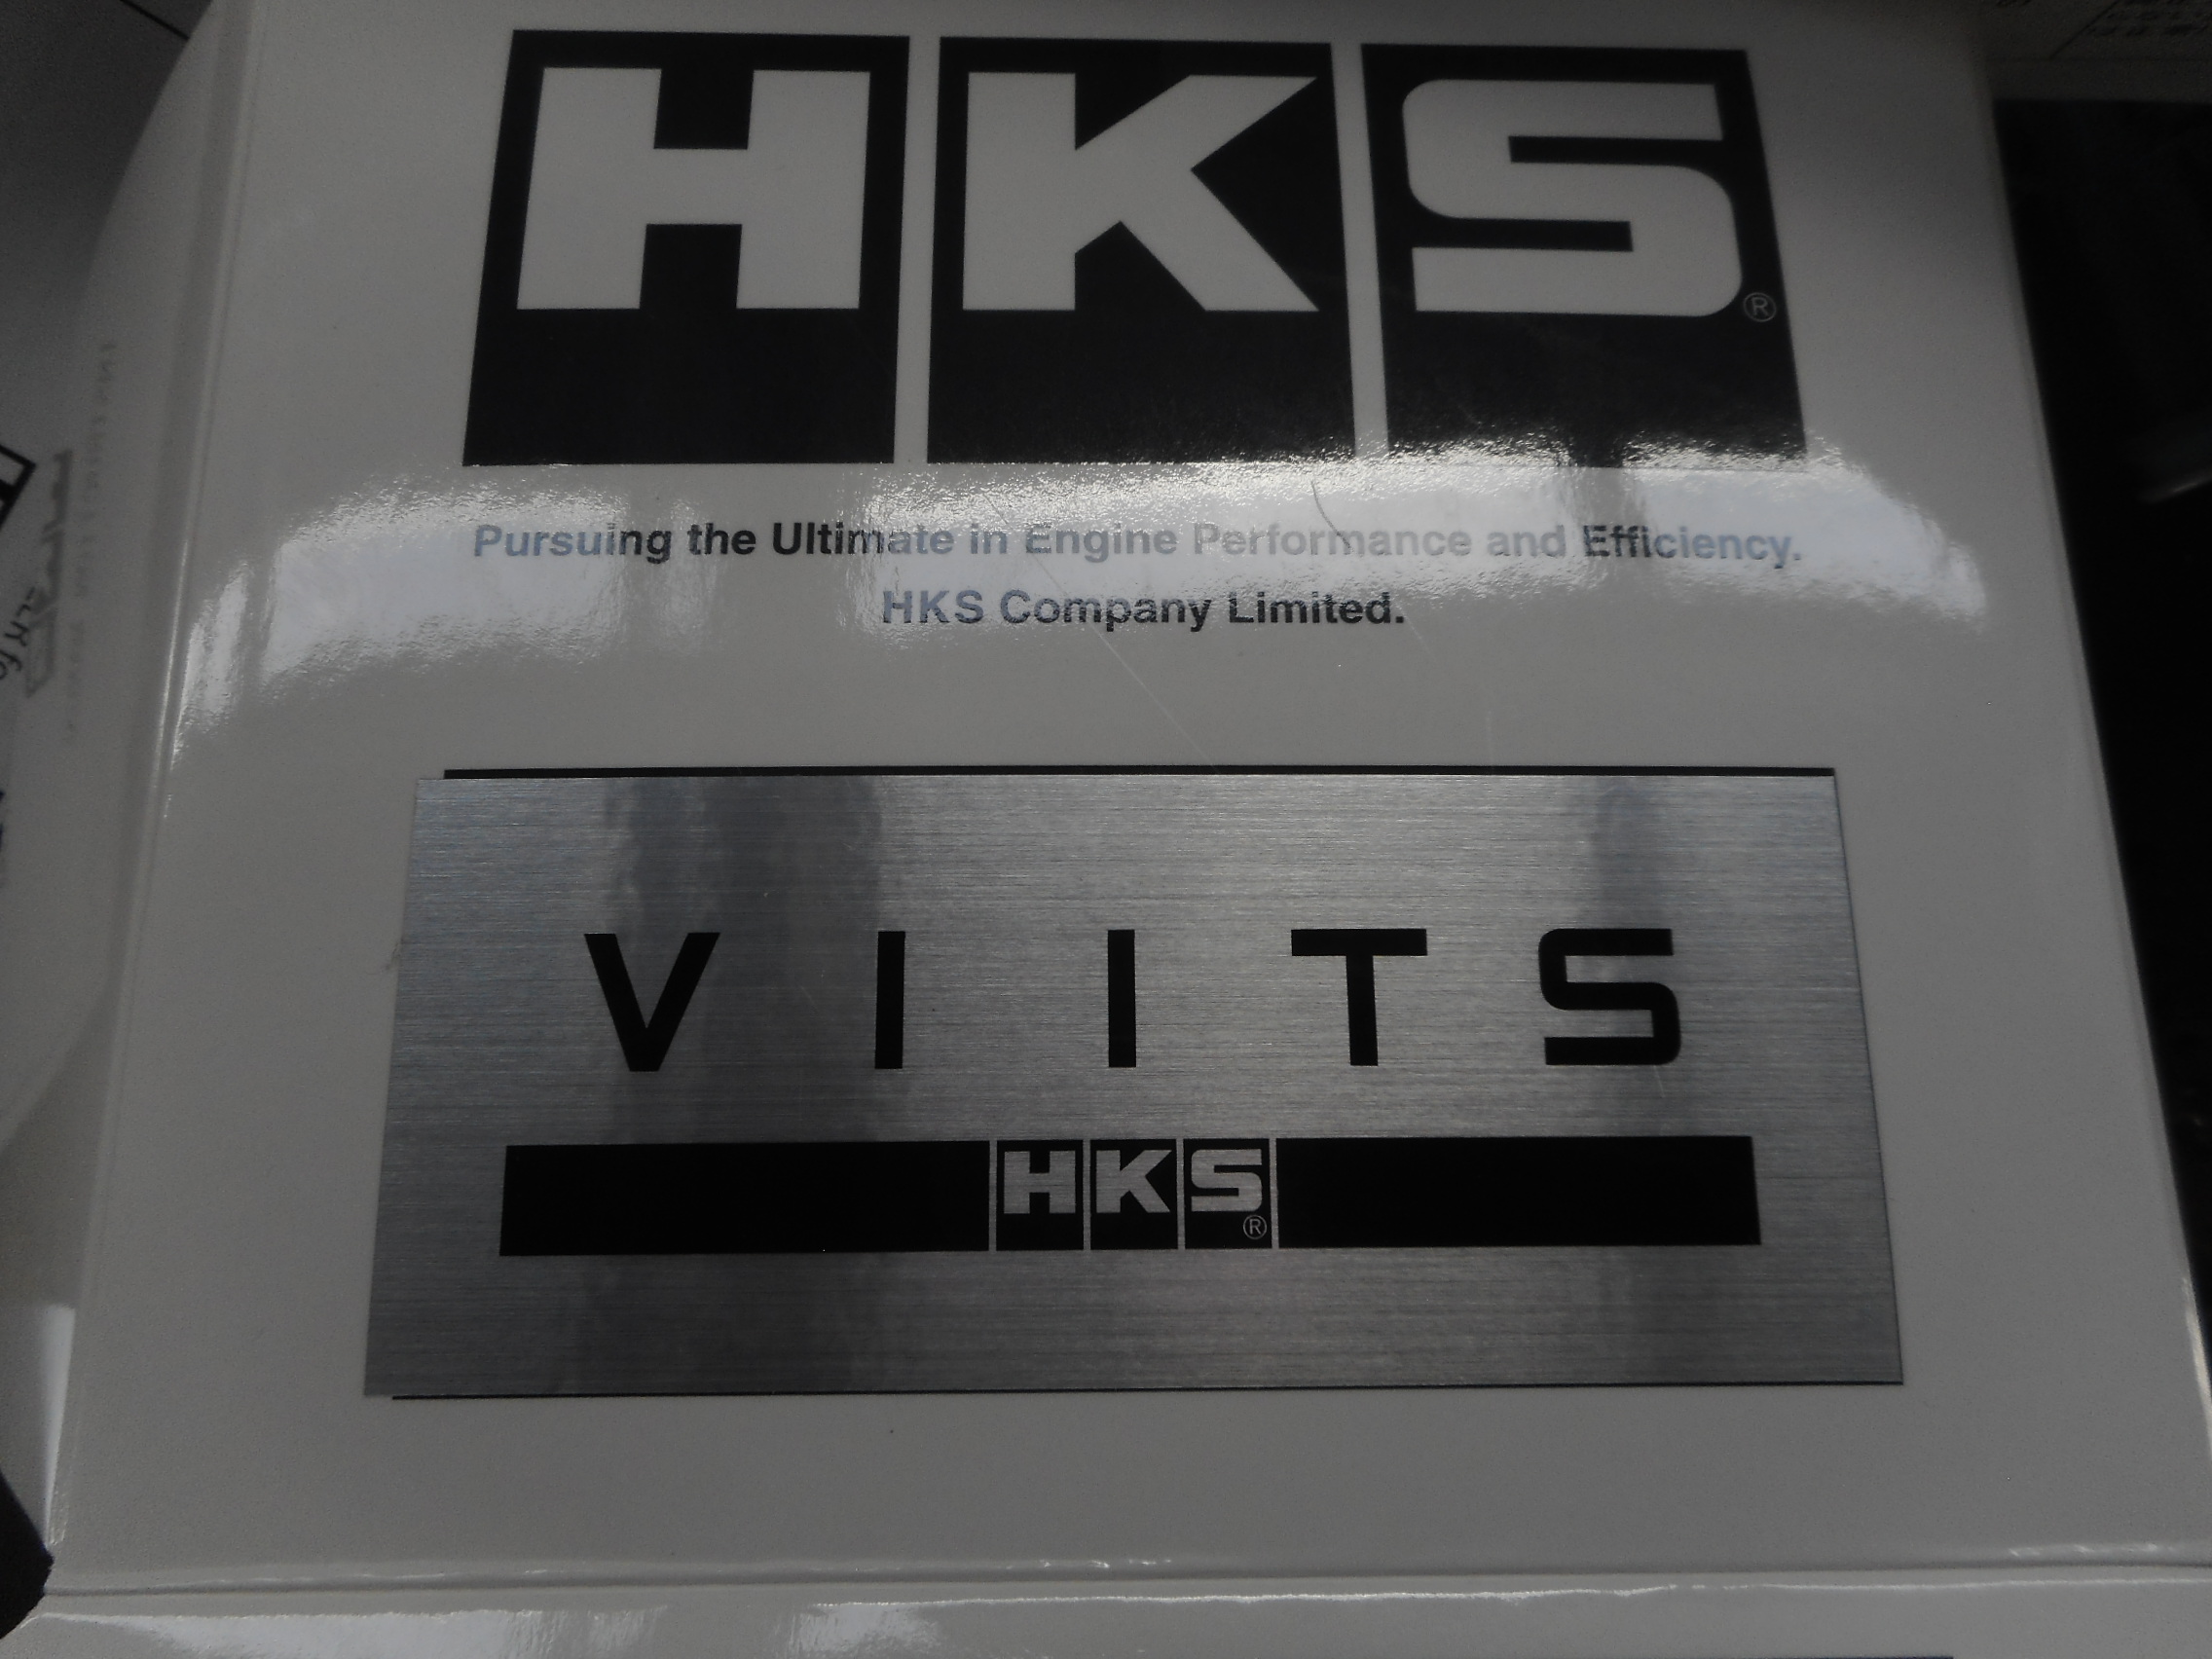 HKS®
Pursuing the Ultimate in Engine Performance and Efficiency.
HKS Company Limited.
VIITS
HKS®